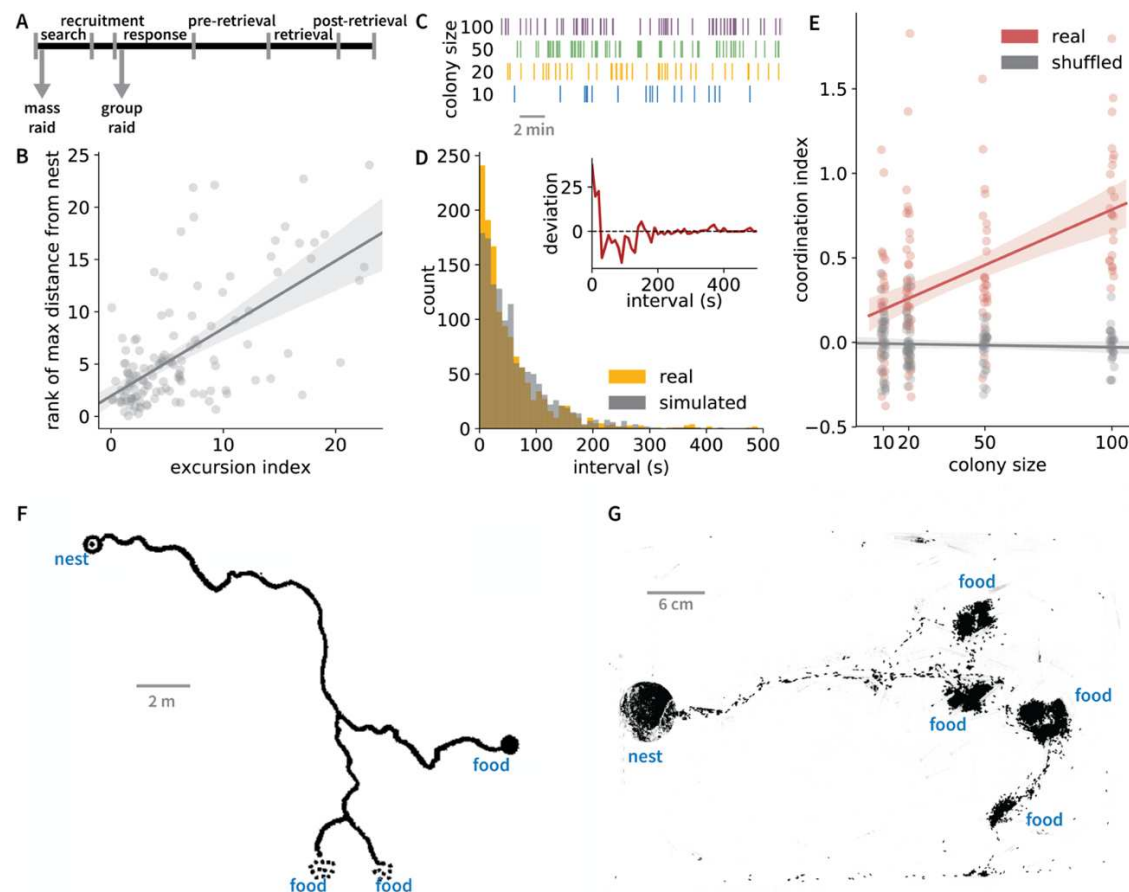 A
recruitment pre-retrieval post-retrieval
search response retrieval
mass raid
group raid
B
rank of max distance from nest
25
20
15
10
5
0
0 10 20
excursion index
C
colony size
100
50
20
10
2 min
D
250
200
150
100
50
0
count
0 100 200 300 400 500
interval (s)
deviation
25
0
0 200 400
interval (s)
real
simulated
E
real
shuffled
coordination index
1.5
1.0
0.5
0.0
−0.5
10 20 50 100
colony size
F
nest
2 m
food
food food
G
6 cm
food
food
food
nest
food